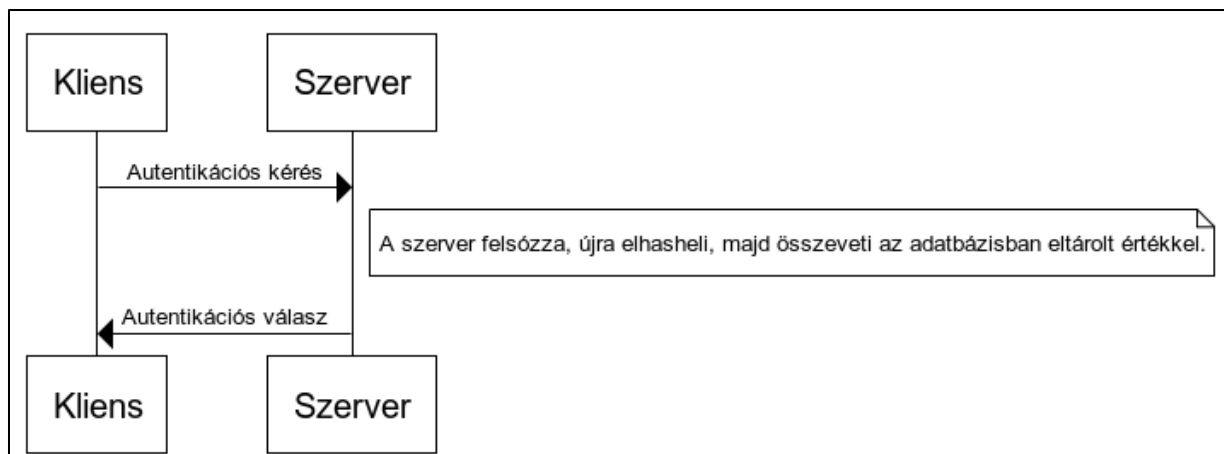 Kliens
Szerver
Autentikációs kérés
A szerver felsózza, újra elhasheli, majd összeveti az adatbázisban eltárolt értékkel.
Autentikációs válasz
Kliens
Szerver